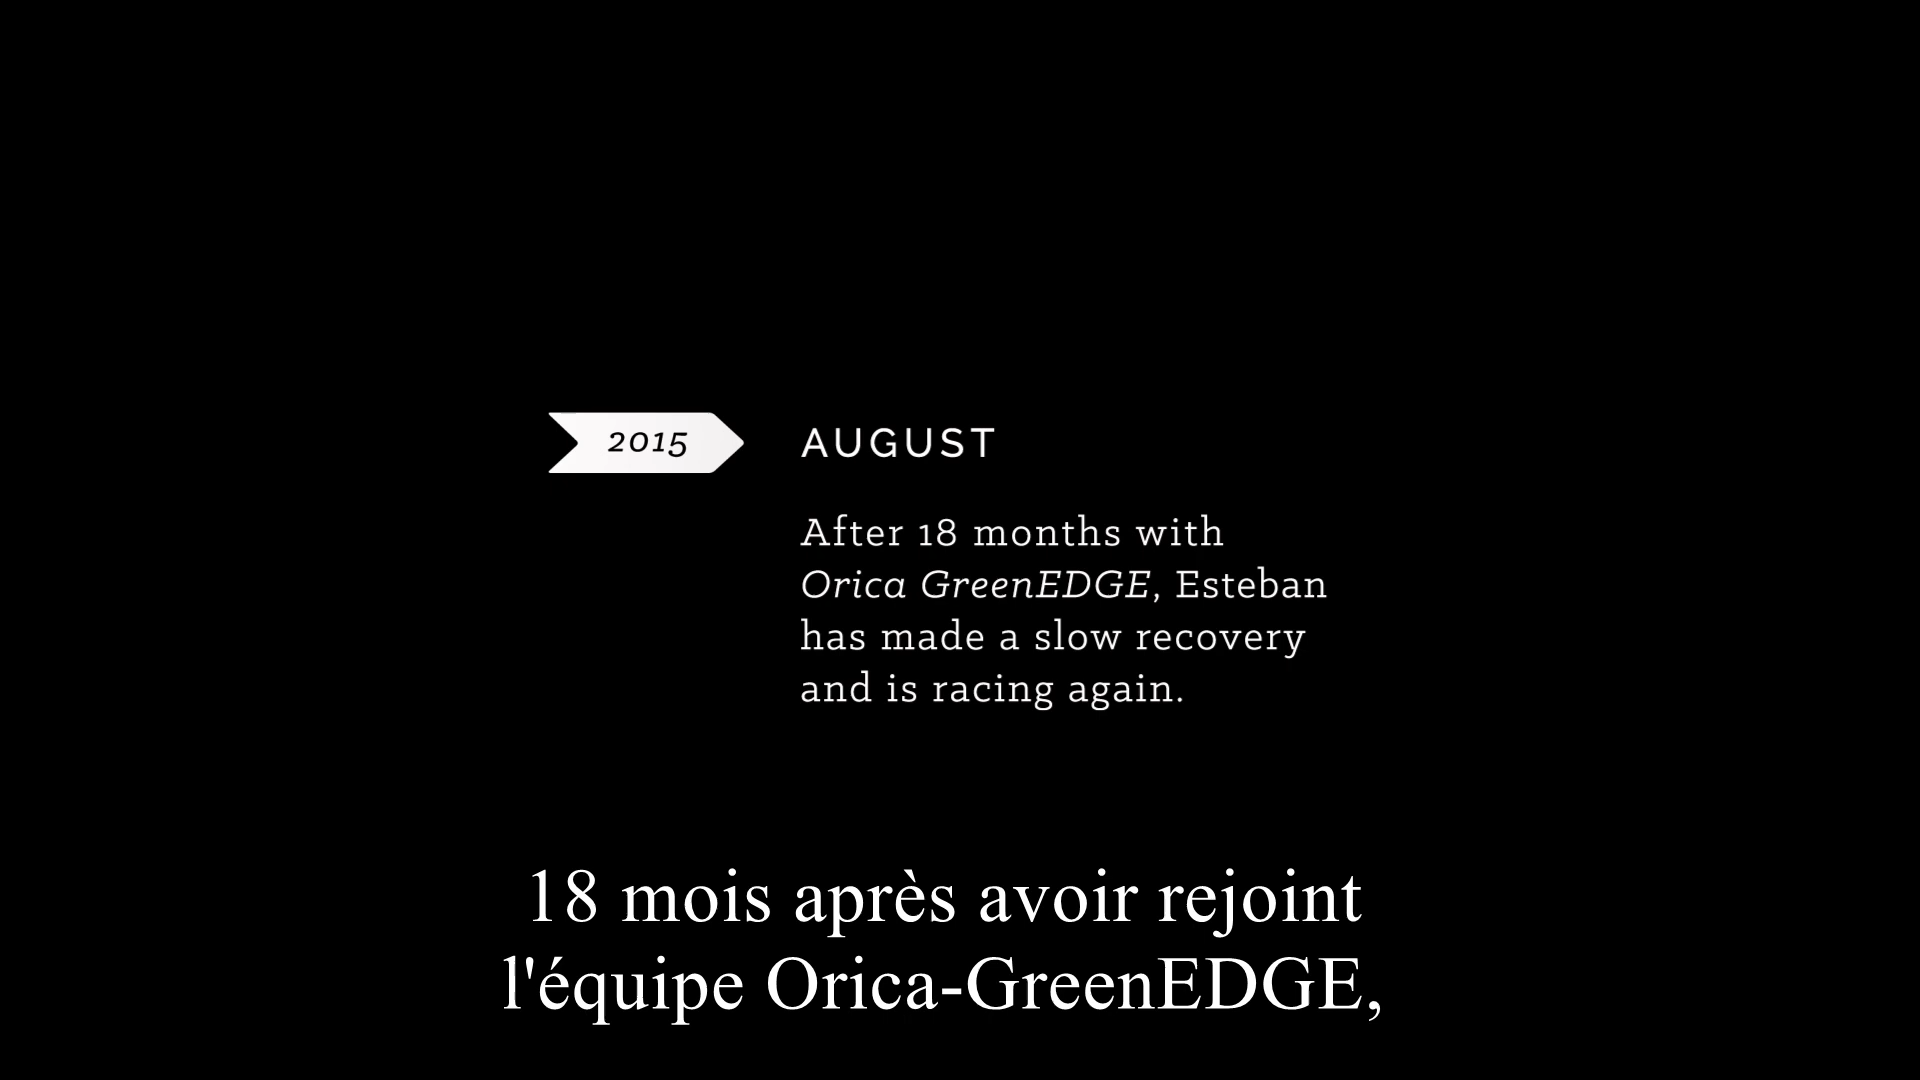 2015
AUGUST
After 18 months with
Orica GreenEDGE, Esteban
has made a slow recovery
and is racing again.
18 mois après avoir rejoint
l'équipe Orica-GreenEDGE,